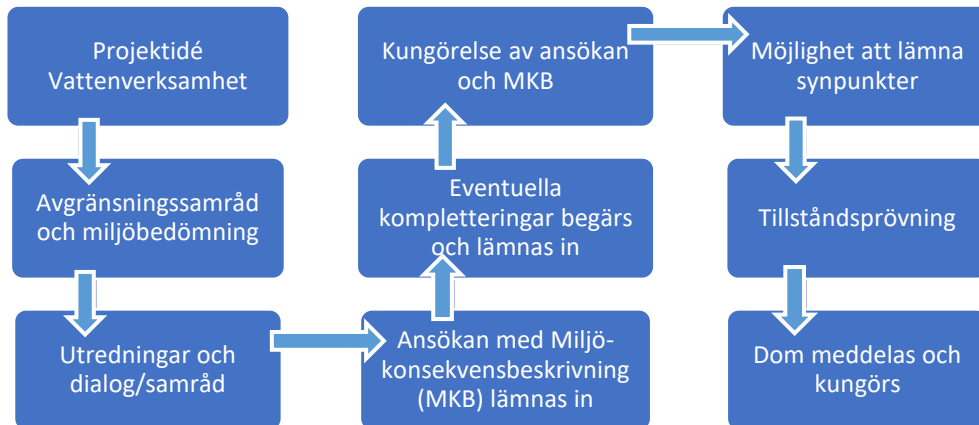 Projektidé
Vattenverksamhet
Avgränsningssamråd
och miljöbedömning
Utredningar och
dialog/samråd
Ansökan med Miljö-
konsekvensbeskrivning
(MKB) lämnas in
Eventuella
kompletteringar begärs
och lämnas in
Kungörelse av ansökan
och MKB
Möjlighet att lämna
synpunkter
Tillståndsprövning
Dom meddelas och
kungörs